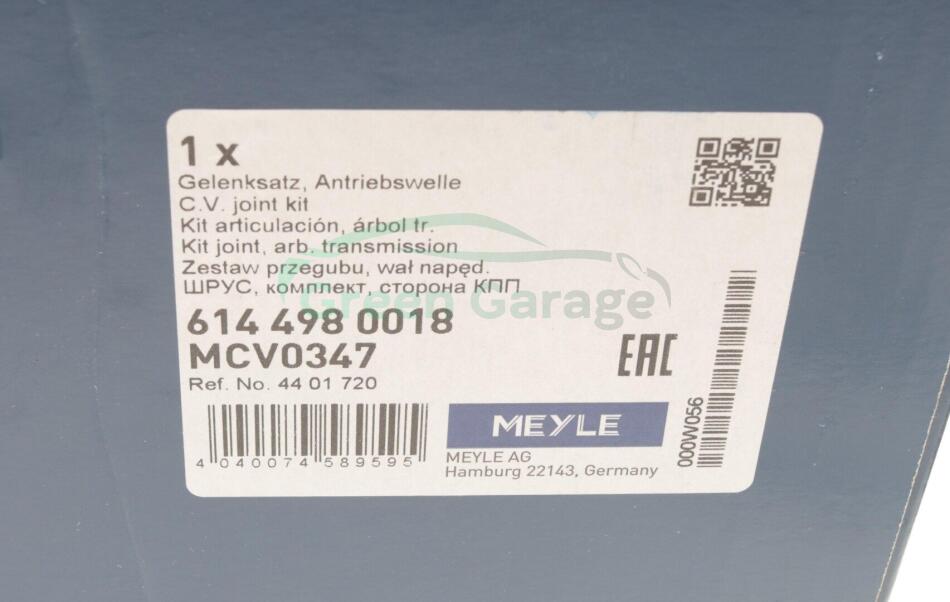 1 x
Gelenksatz, Antriebswelle
C.V. joint kit
Kit articulación, árbol tr.
Kit joint, arb. transmission
Zestaw przegubu, wał napęd.
ШРУС, комплект, сторона КПП
Green Garage
614 498 0018
MCV0347
Ref. No. 44 01 720
EAC
4 040074 589595
MEYLE
MEYLE AG
Hamburg 22143, Germany
000W056